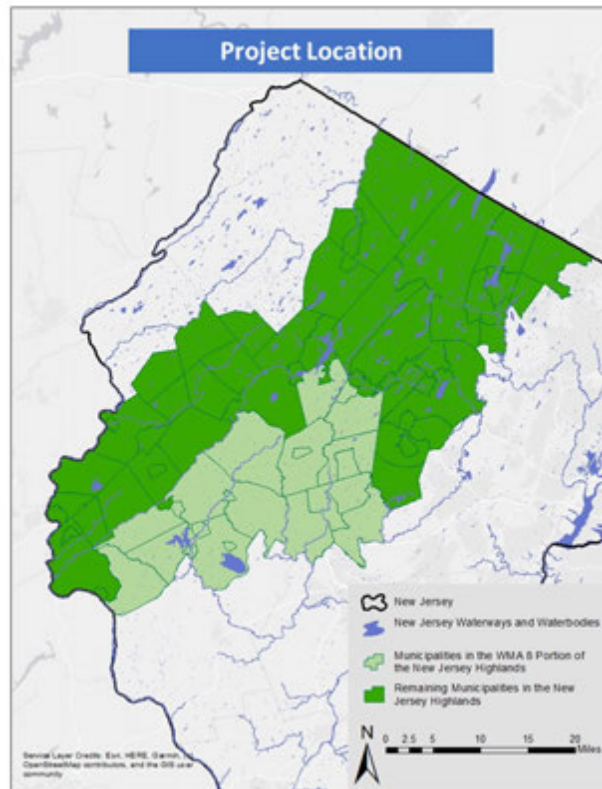 Project Location
New Jersey
New Jersey Waterways and Waterbodies
Municipalities in the WMA 8 Portion of
the New Jersey Highlands
Remaining Municipalities in the New
Jersey Highlands
N
0 2.5 5 10 15 20
Miles
Service Layer Credits: Esri, HERE, Garmin,
OpenStreetMap contributors, and the GIS user
community